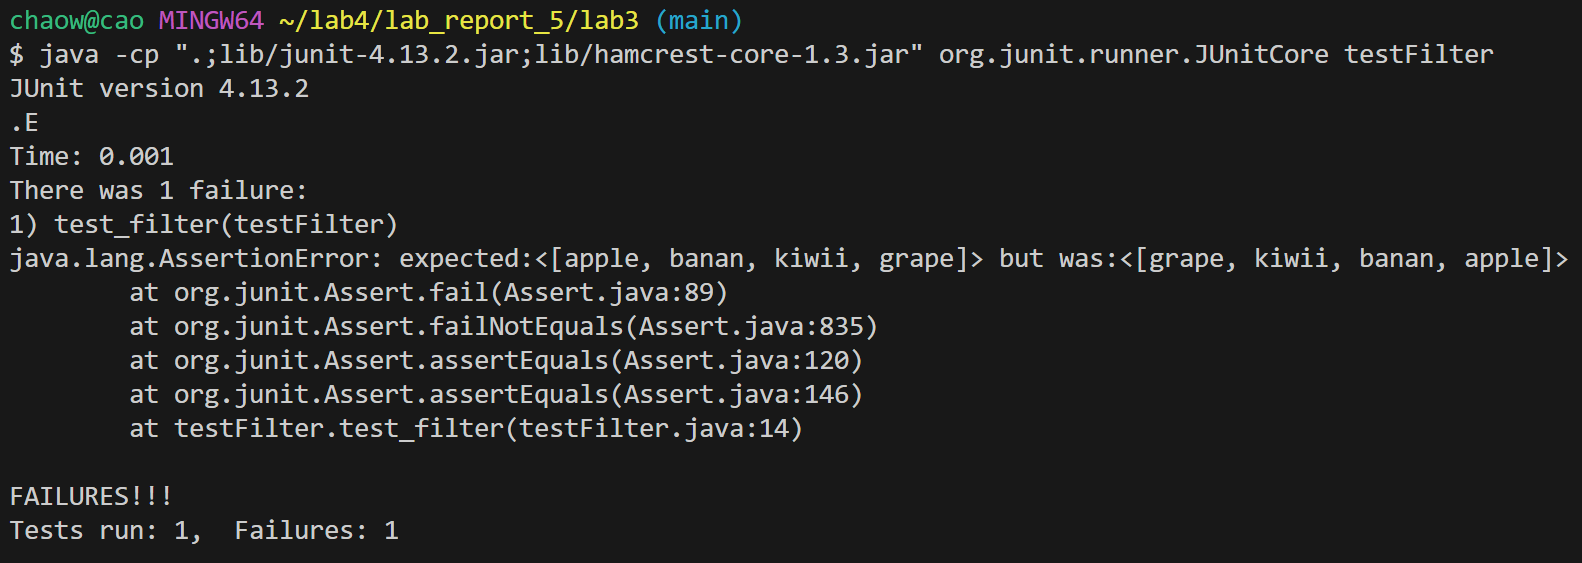 chaow@cao MINGW64 ~/lab4/lab_report_5/lab3 (main)
$ java -cp ".;lib/junit-4.13.2.jar;lib/hamcrest-core-1.3.jar" org.junit.runner.JUnitCore testFilter
JUnit version 4.13.2
.E
Time: 0.001
There was 1 failure:
1) test_filter(testFilter)
java.lang.AssertionError: expected:<[apple, banan, kiwii, grape]> but was:<[grape, kiwii, banan, apple]>
        at org.junit.Assert.fail(Assert.java:89)
        at org.junit.Assert.failNotEquals(Assert.java:835)
        at org.junit.Assert.assertEquals(Assert.java:120)
        at org.junit.Assert.assertEquals(Assert.java:146)
        at testFilter.test_filter(testFilter.java:14)

FAILURES!!!
Tests run: 1,  Failures: 1